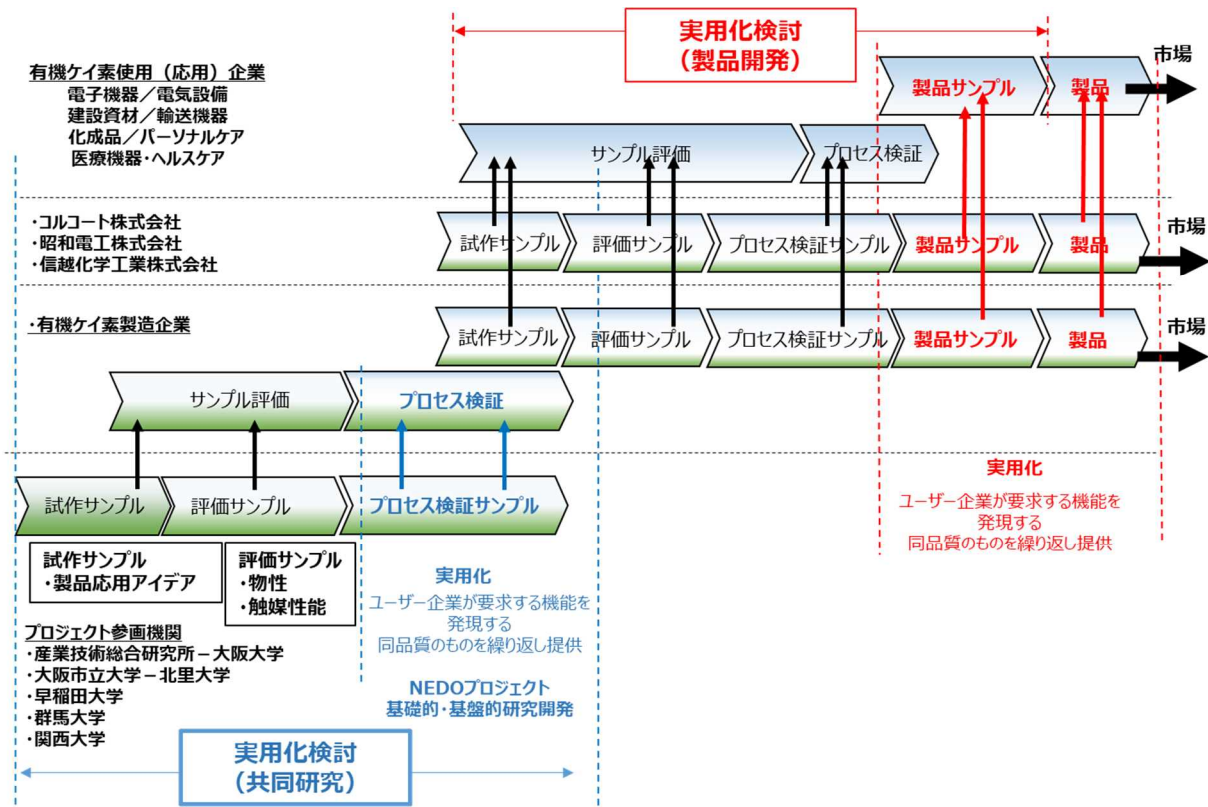 実用化検討
（製品開発）
市場
有機ケイ素使用（応用）企業
電子機器／電気設備
建設資材／輸送機器
化成品／パーソナルケア
医療機器・ヘルスケア
製品サンプル
製品
サンプル評価
プロセス検証
・コルコート株式会社
・昭和電工株式会社
・信越化学工業株式会社
試作サンプル
評価サンプル
プロセス検証サンプル
製品サンプル
製品
市場
・有機ケイ素製造企業
試作サンプル
評価サンプル
プロセス検証サンプル
製品サンプル
製品
市場
サンプル評価
プロセス検証
試作サンプル
評価サンプル
プロセス検証サンプル
実用化
ユーザー企業が要求する機能を
発現する
同品質のものを繰り返し提供
試作サンプル
・製品応用アイデア
評価サンプル
・物性
・触媒性能
実用化
ユーザー企業が要求する機能を
発現する
同品質のものを繰り返し提供
プロジェクト参画機関
・産業技術総合研究所－大阪大学
・大阪市立大学－北里大学
・早稲田大学
・群馬大学
・関西大学
NEDOプロジェクト
基礎的・基盤的研究開発
実用化検討
（共同研究）